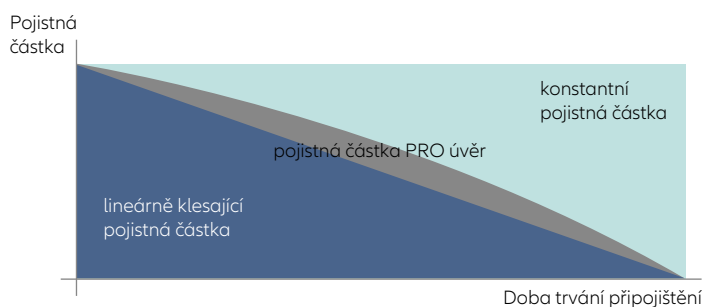 Pojistná
částka
konstantní
pojistná částka
pojistná částka PRO úvěr
lineárně klesající
pojistná částka
Doba trvání připojištění